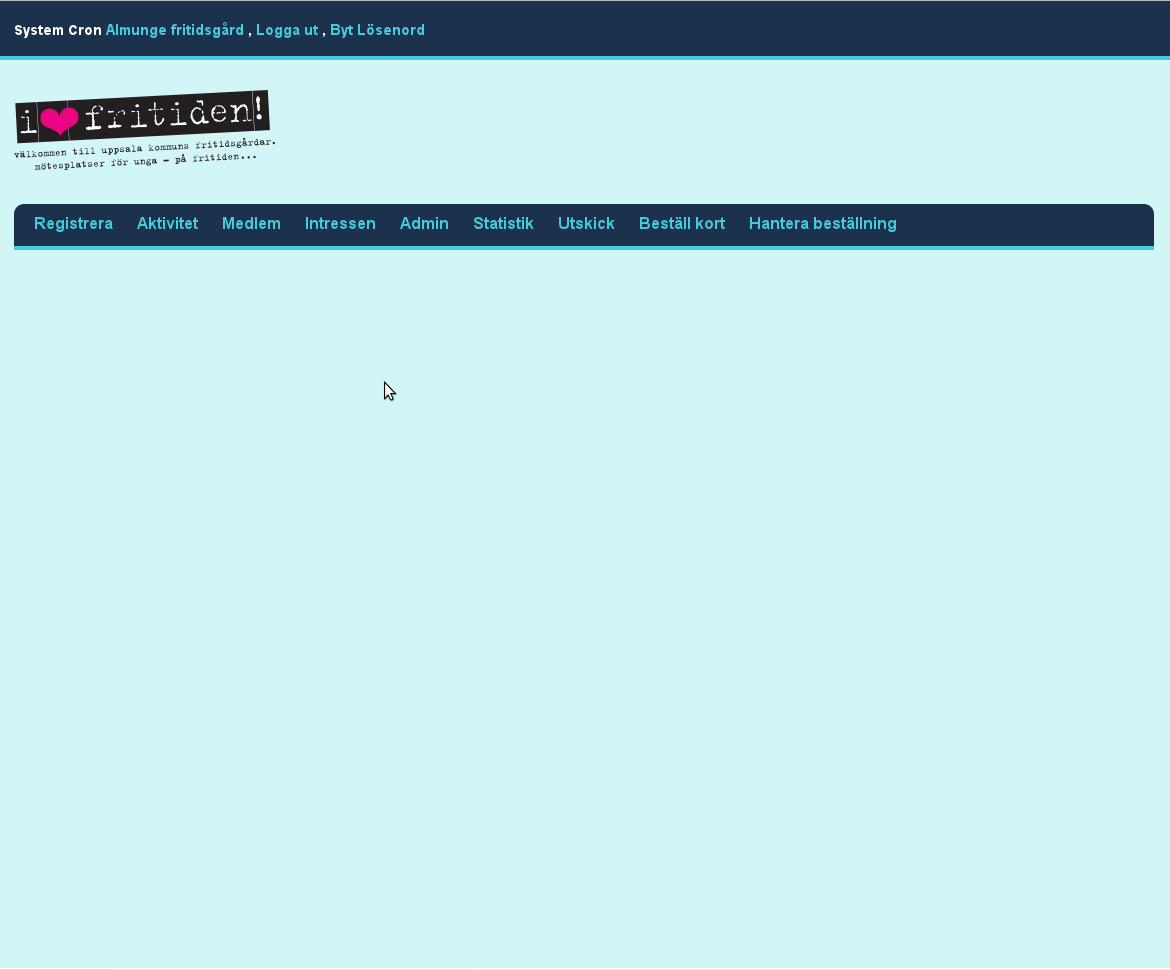 System Cron Almunge fritidsgård , Logga ut , Byt Lösenord
i fritiden!
välkommen till uppsala kommuns fritidsgårdar.
mötesplatser för unga - på fritiden...
Registrera Aktivitet Medlem Intressen Admin Statistik Utskick Beställ kort Hantera beställning